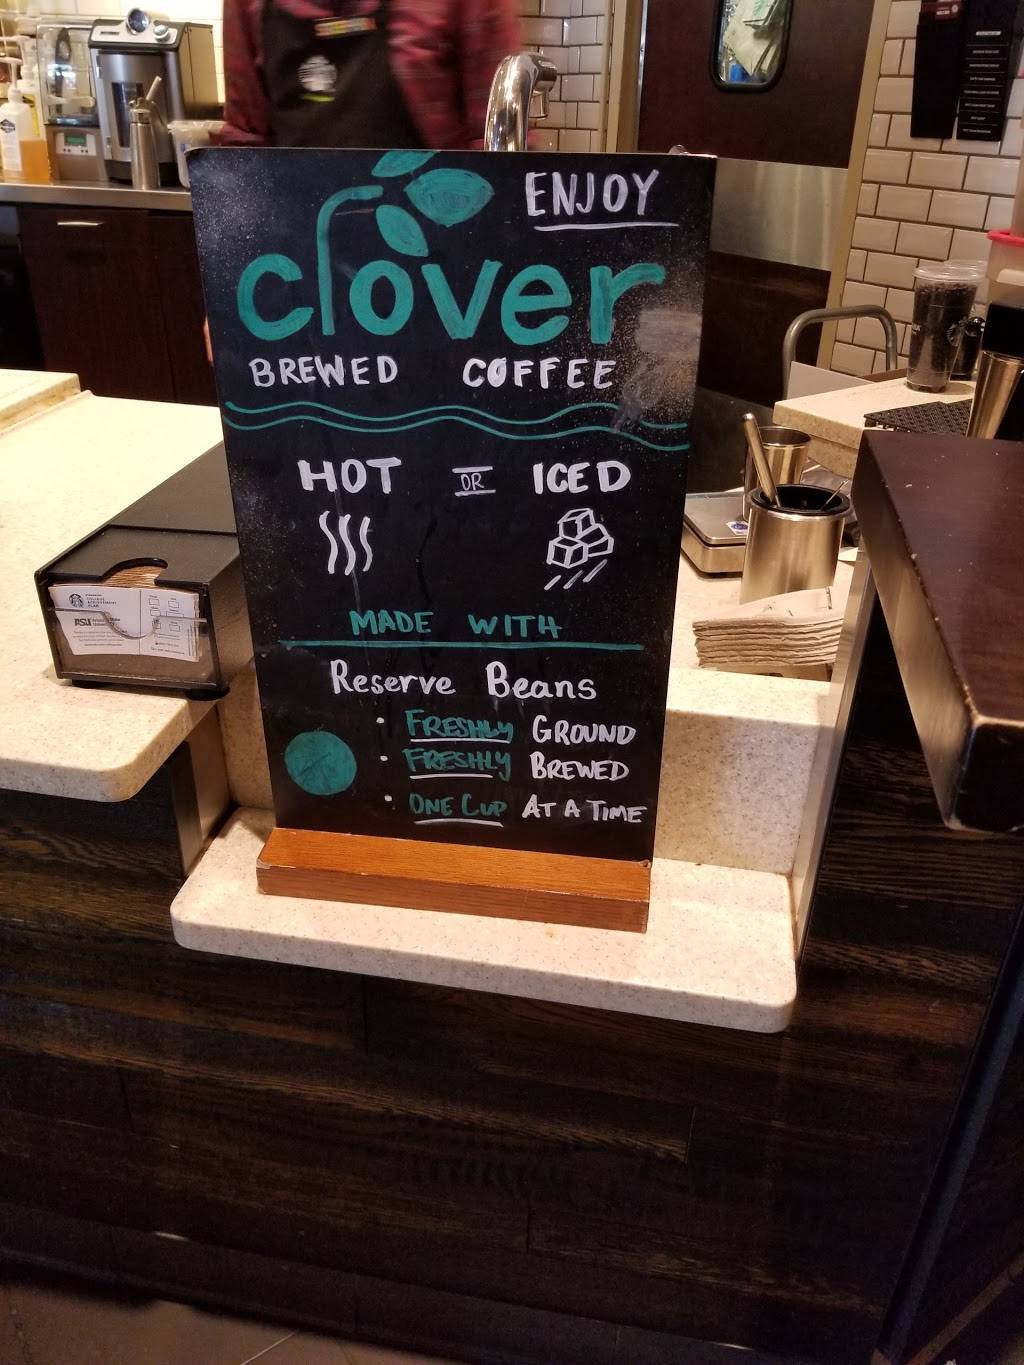 ENJOY
clover
BREWED COFFEE
HOT OR ICED
MADE WITH
Reserve Beans
• FRESHLY GROUND
• FRESHLY BREWED
• ONE CUP AT A TIME
ASU